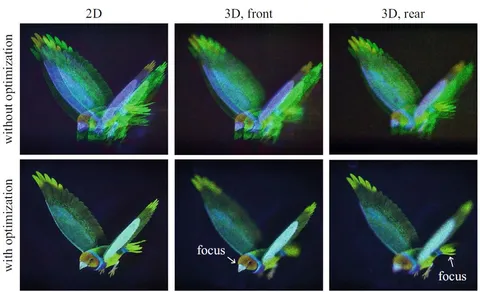 2D
3D, front
3D, rear
without optimization
with optimization
focus
focus